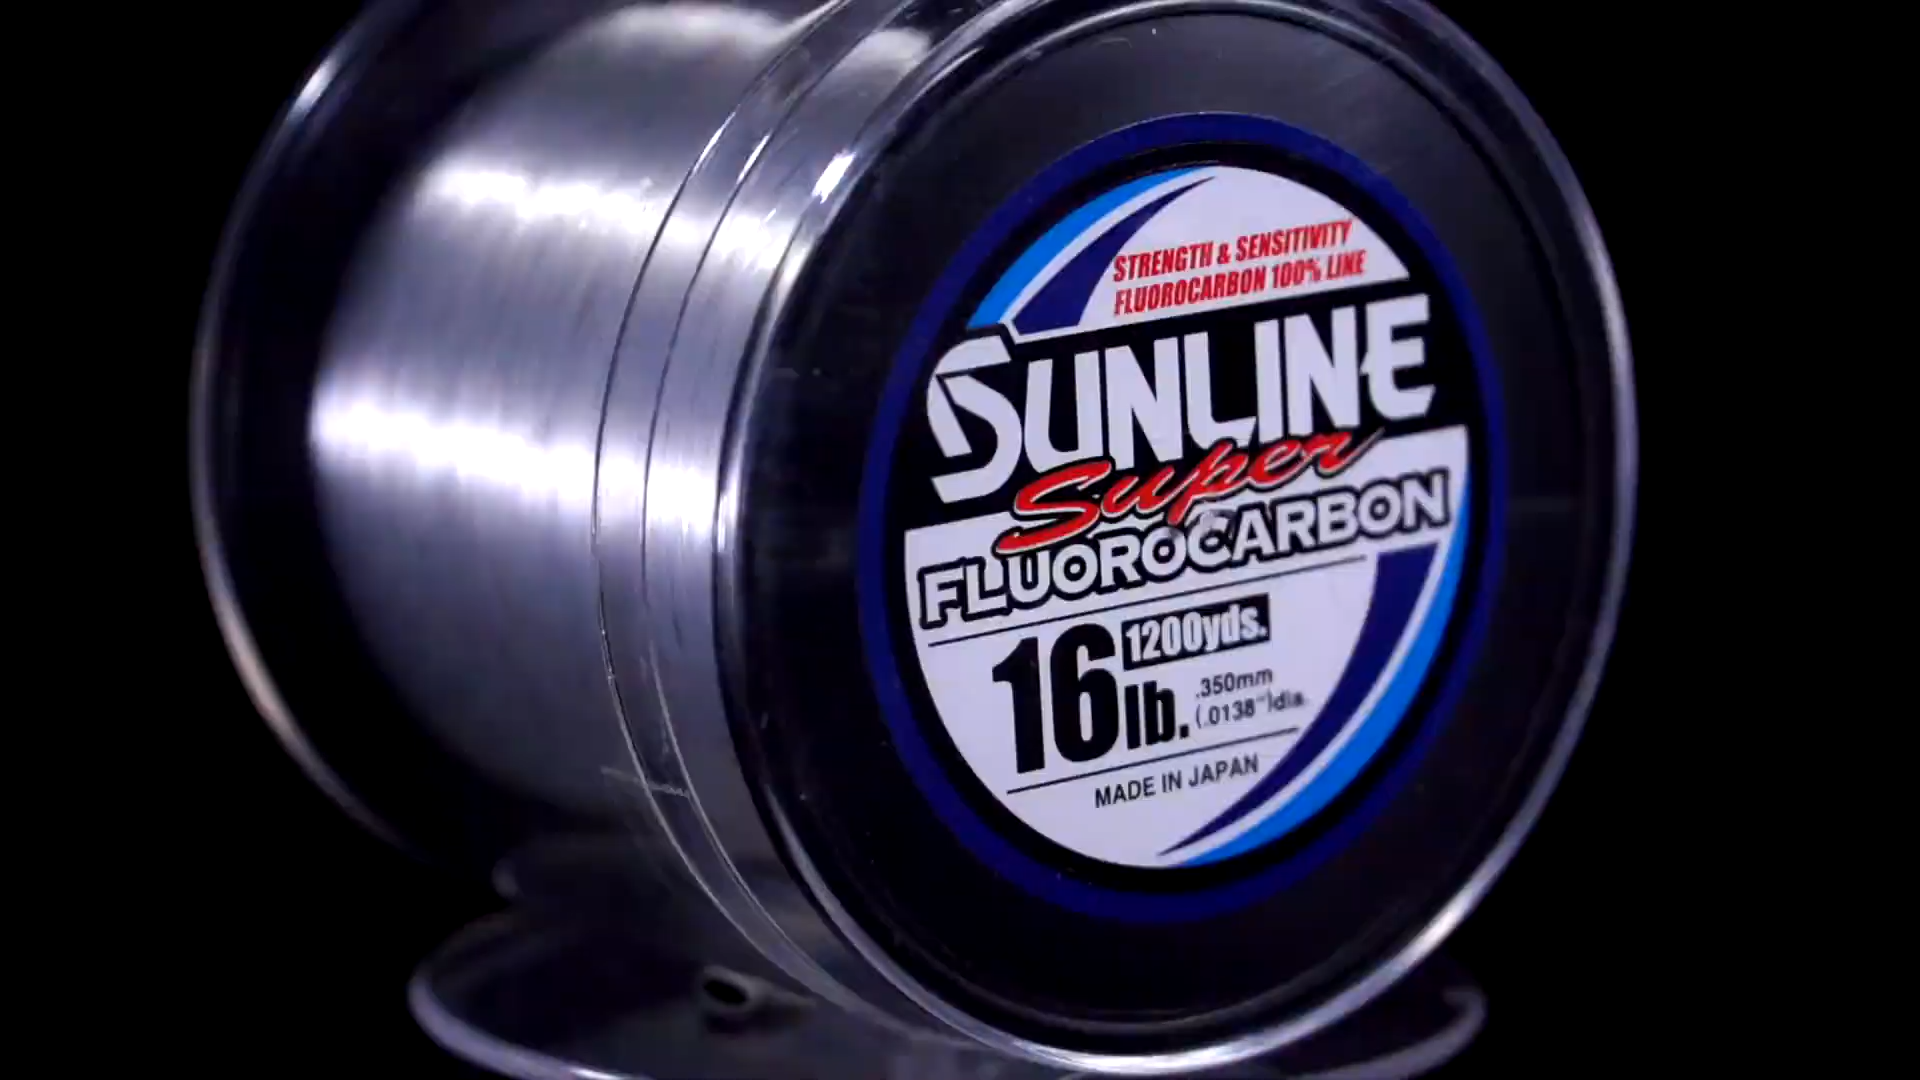 STRENGTH & SENSITIVITY
FLUOROCARBON 100% LINE
SUNLINE
Super
FLUOROCARBON
16lb. 1200yds.
.350mm
(.0138")dia.
MADE IN JAPAN